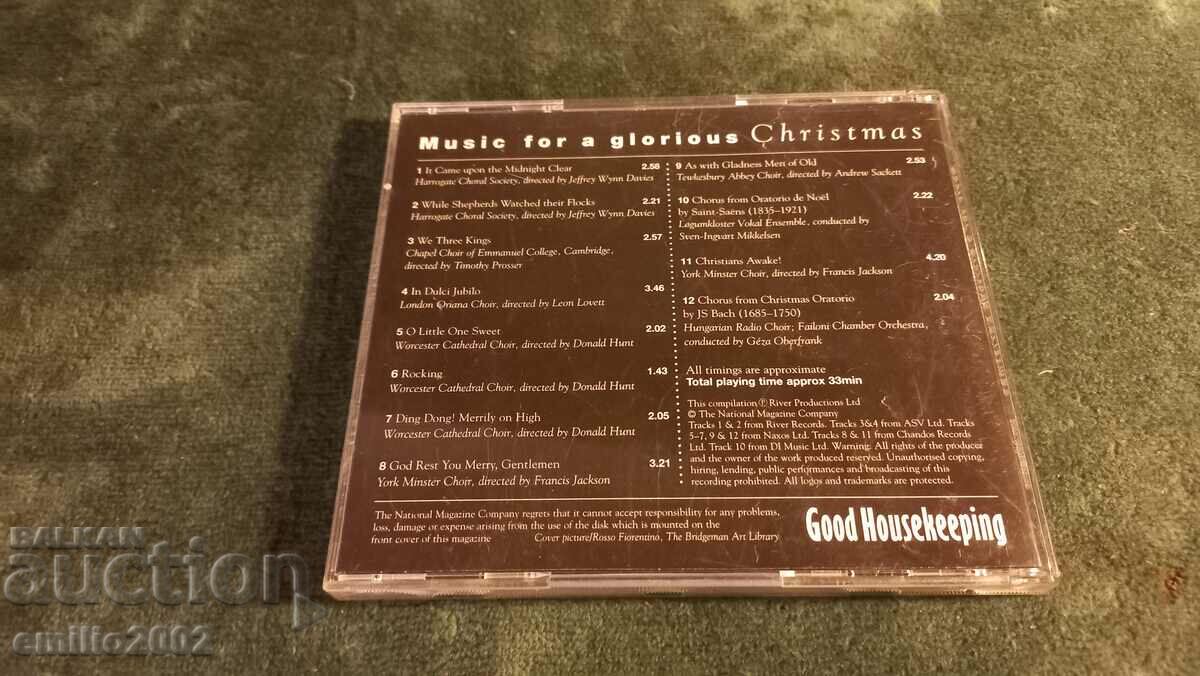 Music for a glorious Christmas
1 It Came upon the Midnight Clear 2.58
Harrogate Choral Society, directed by Jeffrey Wynn Davies
2 While Shepherds Watched their Flocks 2.21
Harrogate Choral Society, directed by Jeffrey Wynn Davies
3 We Three Kings 2.57
Chapel Choir of Emmanuel College, Cambridge,
directed by Timothy Prosser
4 In Dulci Jubilo 3.46
London Oriana Choir, directed by Leon Lovett
5 O Little One Sweet 2.02
Worcester Cathedral Choir, directed by Donald Hunt
6 Rocking 1.43
Worcester Cathedral Choir, directed by Donald Hunt
7 Ding Dong! Merrily on High 2.05
Worcester Cathedral Choir, directed by Donald Hunt
8 God Rest You Merry, Gentlemen 3.21
York Minster Choir, directed by Francis Jackson
9 As with Gladness Men of Old 2.53
Tewkesbury Abbey Choir, directed by Andrew Sackett
10 Chorus from Oratorio de Noël 2.22
by Saint-Saëns (1835–1921)
Løgumkloster Vokal Ensemble, conducted by
Sven-Ingvart Mikkelsen
11 Christians Awake! 4.20
York Minster Choir, directed by Francis Jackson
12 Chorus from Christmas Oratorio 2.04
by JS Bach (1685–1750)
Hungarian Radio Choir; Failoni Chamber Orchestra,
conducted by Géza Oberfrank
All timings are approximate
Total playing time approx 33min
This compilation ℗ River Productions Ltd
© The National Magazine Company
Tracks 1 & 2 from River Records. Tracks 3&4 from ASV Ltd. Tracks
5–7, 9 & 12 from Naxos Ltd. Tracks 8 & 11 from Chandos Records
Ltd. Track 10 from DI Music Ltd. Warning: All rights of the producer
and the owner of the work produced reserved. Unauthorised copying,
hiring, lending, public performances and broadcasting of this
recording prohibited. All logos and trademarks are protected.
The National Magazine Company regrets that it cannot accept responsibility for any problems,
loss, damage or expense arising from the use of the disk which is mounted on the
front cover of this magazine Cover picture/Rosso Fiorentino, The Bridgeman Art Library
Good Housekeeping
BALKAN
auction
emilio2002